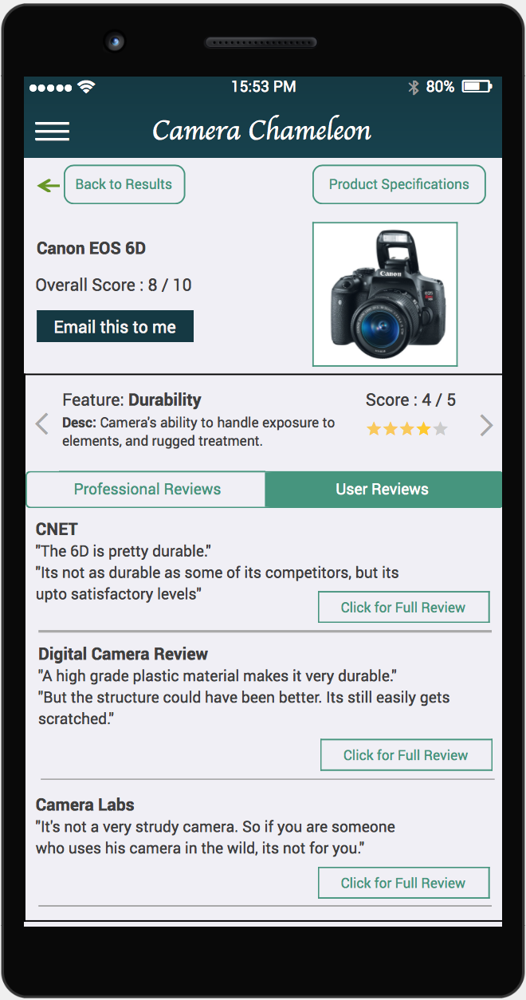 15:53 PM
80%
Camera Chameleon
Back to Results
Product Specifications
Canon EOS 6D
Overall Score : 8 / 10
Email this to me
Canon
Feature: Durability
Score : 4 / 5
Desc: Camera's ability to handle exposure to
elements, and rugged treatment.
Professional Reviews
User Reviews
CNET
"The 6D is pretty durable."
"Its not as durable as some of its competitors, but its
upto satisfactory levels"
Click for Full Review
Digital Camera Review
"A high grade plastic material makes it very durable."
"But the structure could have been better. Its still easily gets
scratched."
Click for Full Review
Camera Labs
"It's not a very strudy camera. So if you are someone
who uses his camera in the wild, its not for you."
Click for Full Review